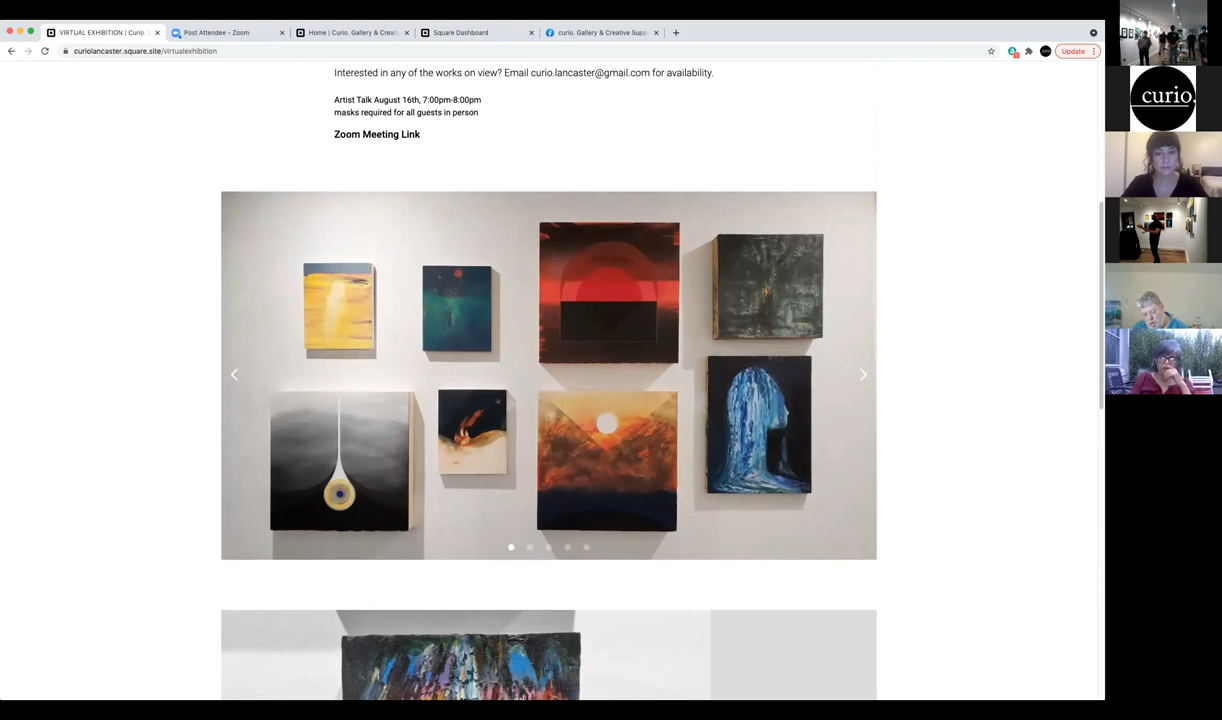 VIRTUAL EXHIBITION | Curio.
Post Attendee - Zoom
Home | Curio. Gallery & Creati
Square Dashboard
curio. Gallery & Creative Supp
curiolancaster.square.site/virtualexhibition
Update
Interested in any of the works on view? Email curio.lancaster@gmail.com for availability.
Artist Talk August 16th, 7:00pm-8:00pm
masks required for all guests in person
Zoom Meeting Link
curio.